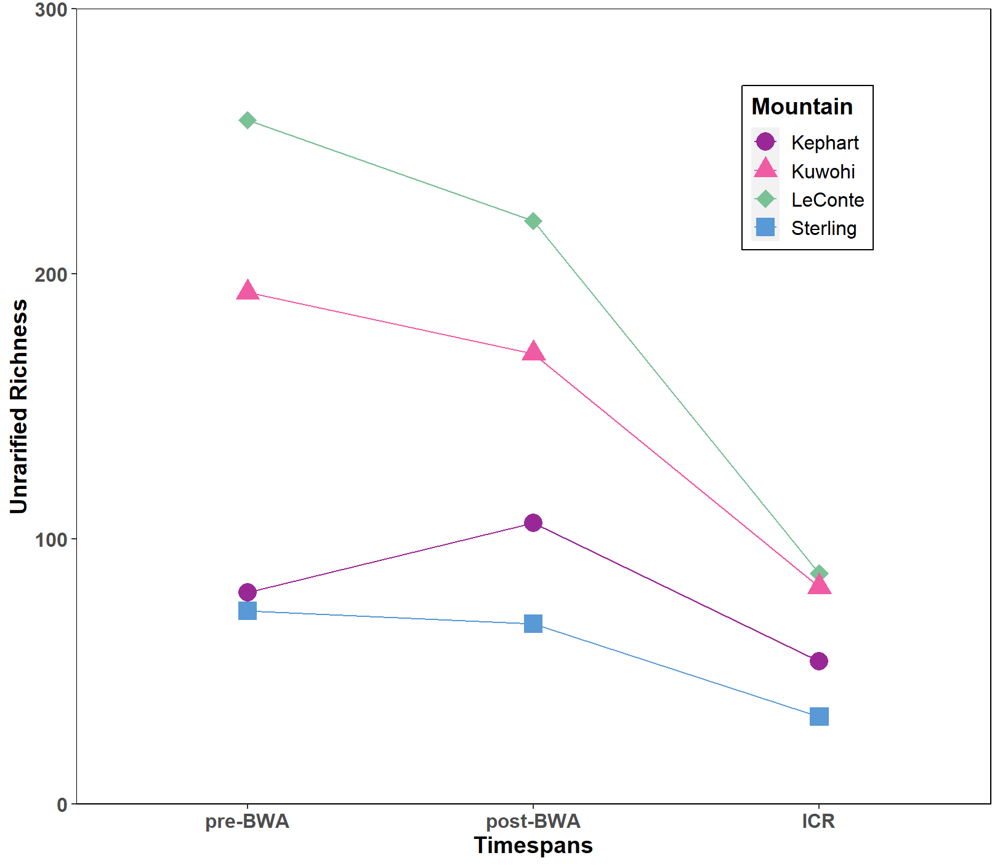 300
200
100
0
Unrarified Richness
Mountain
Kephart
Kuwohi
LeConte
Sterling
pre-BWA
post-BWA
ICR
Timespans